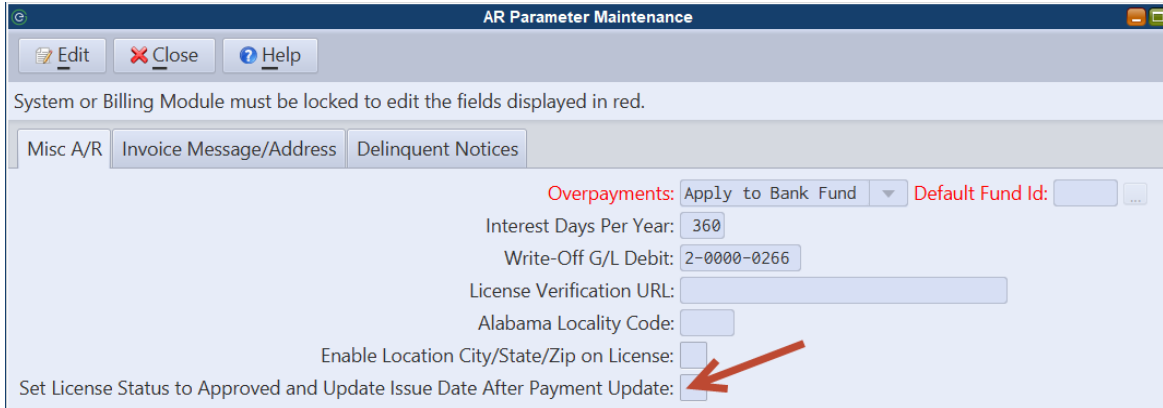 AR Parameter Maintenance
Edit Close Help
System or Billing Module must be locked to edit the fields displayed in red.
Misc A/R Invoice Message/Address Delinquent Notices
Overpayments: Apply to Bank Fund Default Fund Id: ...
Interest Days Per Year: 360
Write-Off G/L Debit: 2-0000-0266
License Verification URL:
Alabama Locality Code:
Enable Location City/State/Zip on License:
Set License Status to Approved and Update Issue Date After Payment Update: